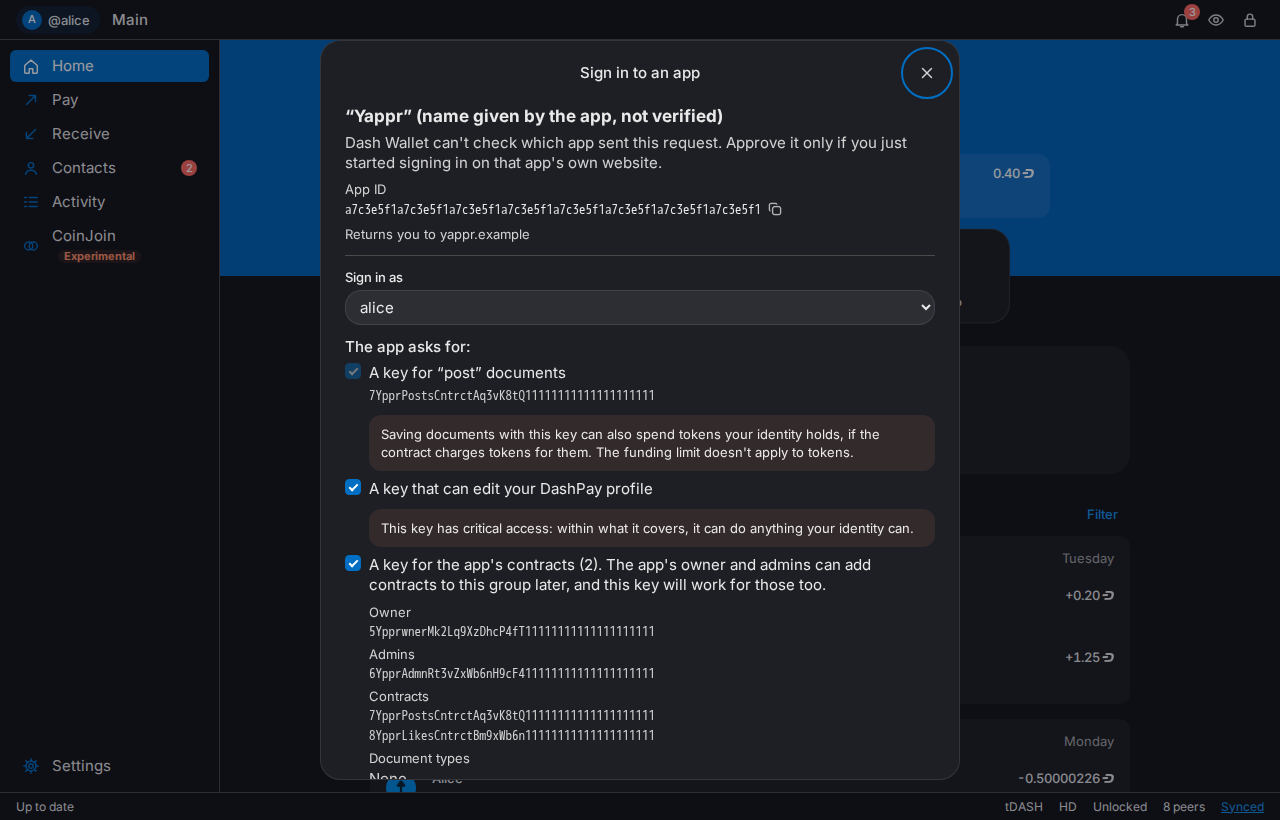 A @alice Main
3
Home
Pay
Receive
Contacts 2
Activity
CoinJoin
Experimental
Settings
Sign in to an app
“Yappr” (name given by the app, not verified)
Dash Wallet can't check which app sent this request. Approve it only if you just
started signing in on that app's own website.
App ID
a7c3e5f1a7c3e5f1a7c3e5f1a7c3e5f1a7c3e5f1a7c3e5f1a7c3e5f1a7c3e5f1
Returns you to yappr.example
Sign in as
alice
The app asks for:
A key for “post” documents
7YpprPostsCntrctAq3vK8tQ11111111111111111111
Saving documents with this key can also spend tokens your identity holds, if the
contract charges tokens for them. The funding limit doesn't apply to tokens.
A key that can edit your DashPay profile
This key has critical access: within what it covers, it can do anything your identity can.
A key for the app's contracts (2). The app's owner and admins can add
contracts to this group later, and this key will work for those too.
Owner
5YpprwnerMk2Lq9XzDhcP4fT11111111111111111111
Admins
6YpprAdmnRt3vZxWb6nH9cF411111111111111111111
Contracts
7YpprPostsCntrctAq3vK8tQ11111111111111111111
8YpprLikesCntrctBm9xWb6n11111111111111111111
Document types
None
0.40
Filter
Tuesday
+0.20
+1.25
Monday
Alice
-0.50000226
Up to date
tDASH HD Unlocked 8 peers Synced